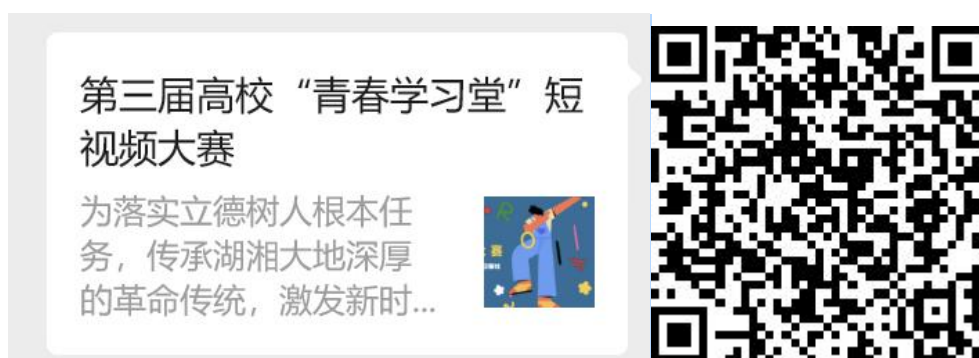 第三届高校“青春学习堂”短
视频大赛
为落实立德树人根本任
务，传承湖湘大地深厚
的革命传统，激发新时...